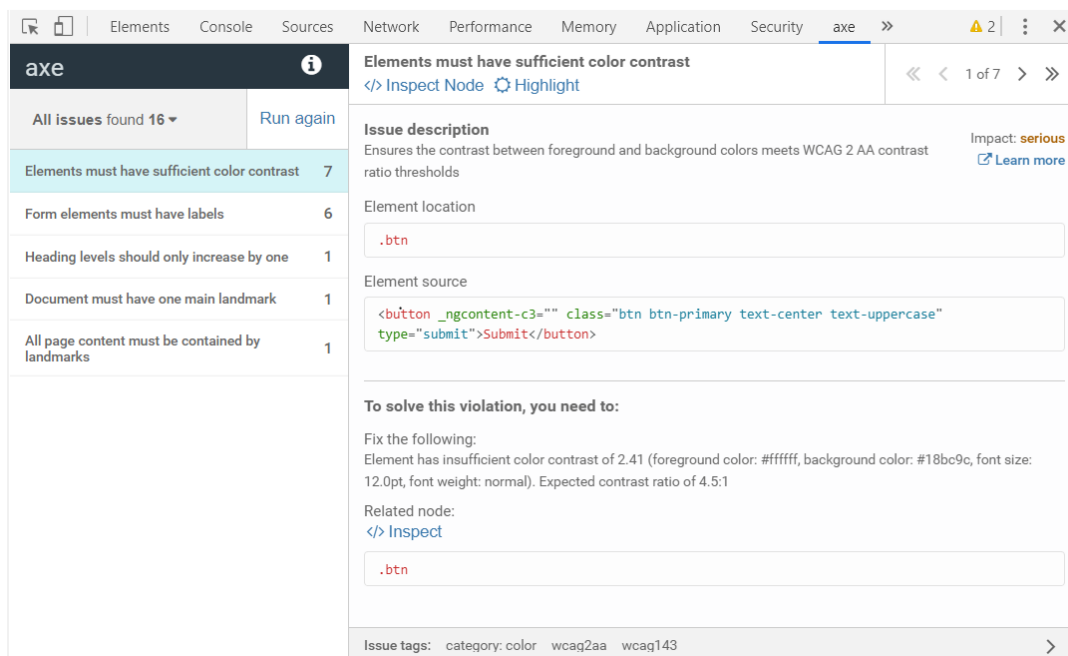 Elements Console Sources Network Performance Memory Application Security axe » 2
axe
All issues found 16
Run again
Elements must have sufficient color contrast 7
Form elements must have labels 6
Heading levels should only increase by one 1
Document must have one main landmark 1
All page content must be contained by
landmarks 1
Elements must have sufficient color contrast
</> Inspect Node Highlight
1 of 7
Issue description
Ensures the contrast between foreground and background colors meets WCAG 2 AA contrast
ratio thresholds
Impact: serious
Learn more
Element location
.btn
Element source
<button _ngcontent-c3="" class="btn btn-primary text-center text-uppercase"
type="submit">Submit</button>
To solve this violation, you need to:
Fix the following:
Element has insufficient color contrast of 2.41 (foreground color: #ffffff, background color: #18bc9c, font size:
12.0pt, font weight: normal). Expected contrast ratio of 4.5:1
Related node:
</> Inspect
.btn
Issue tags: category: color wcag2aa wcag143